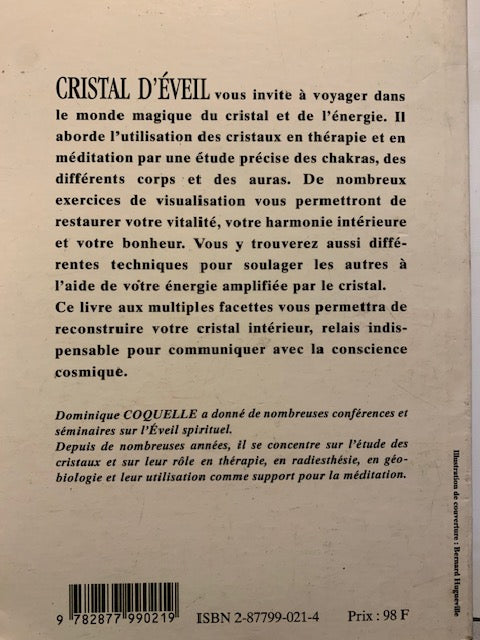 CRISTAL D'ÉVEIL vous invite à voyager dans
le monde magique du cristal et de l'énergie. Il
aborde l'utilisation des cristaux en thérapie et en
méditation par une étude précise des chakras, des
différents corps et des auras. De nombreux
exercices de visualisation vous permettront de
restaurer votre vitalité, votre harmonie intérieure
et votre bonheur. Vous y trouverez aussi diffé-
rentes techniques pour soulager les autres à
l'aide de votre énergie amplifiée par le cristal.
Ce livre aux multiples facettes vous permettra de
reconstruire votre cristal intérieur, relais indis-
pensable pour communiquer avec la conscience
cosmique.
Dominique COQUELLE a donné de nombreuses conférences et
séminaires sur l'Éveil spirituel.
Depuis de nombreuses années, il se concentre sur l'étude des
cristaux et sur leur rôle en thérapie, en radiesthésie, en géo-
biologie et leur utilisation comme support pour la méditation.
Illustration de couverture : Bernard Hugueville
9 782877 990219
ISBN 2-87799-021-4
Prix : 98 F